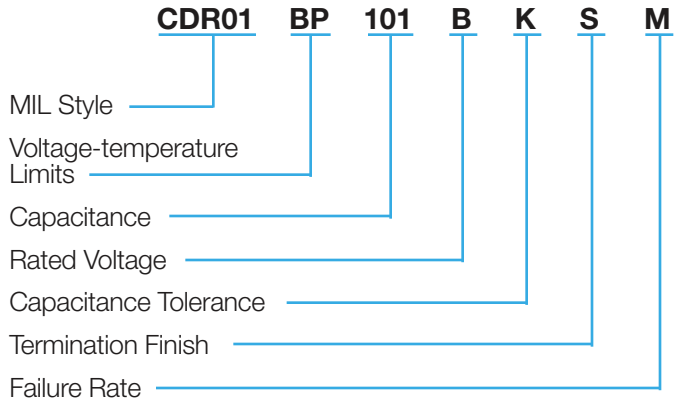 CDR01 BP 101 B K S M
MIL Style
Voltage-temperature
Limits
Capacitance
Rated Voltage
Capacitance Tolerance
Termination Finish
Failure Rate